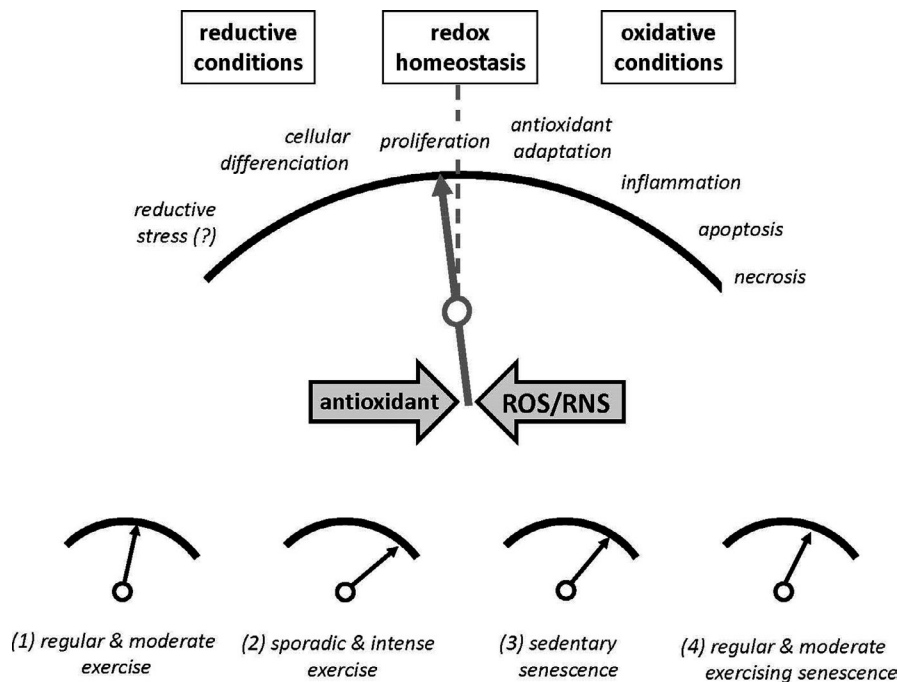 reductive
conditions
redox
homeostasis
oxidative
conditions
cellular
differenciation
proliferation
antioxidant
adaptation
inflammation
reductive
stress (?)
apoptosis
necrosis
antioxidant
ROS/RNS
(1) regular & moderate
exercise
(2) sporadic & intense
exercise
(3) sedentary
senescence
(4) regular & moderate
exercising senescence